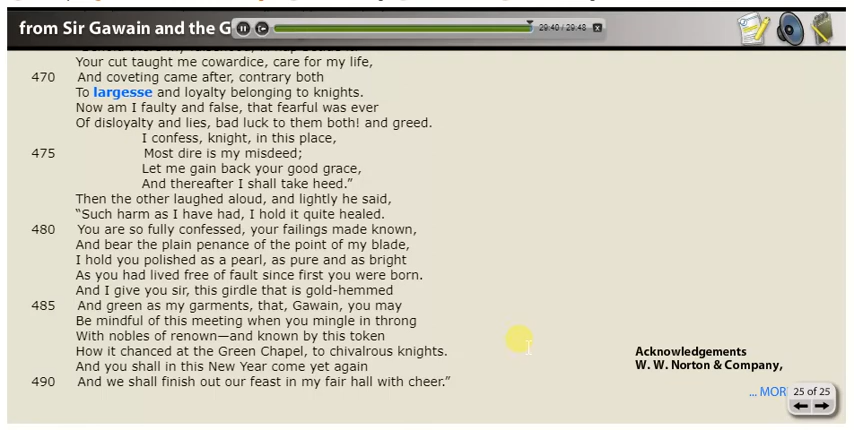 from Sir Gawain and the G
29:40 / 29:48
Your cut taught me cowardice, care for my life,
470 And coveting came after, contrary both
To largesse and loyalty belonging to knights.
Now am I faulty and false, that fearful was ever
Of disloyalty and lies, bad luck to them both! and greed.
I confess, knight, in this place,
475 Most dire is my misdeed;
Let me gain back your good grace,
And thereafter I shall take heed.”
Then the other laughed aloud, and lightly he said,
“Such harm as I have had, I hold it quite healed.
480 You are so fully confessed, your failings made known,
And bear the plain penance of the point of my blade,
I hold you polished as a pearl, as pure and as bright
As you had lived free of fault since first you were born.
And I give you sir, this girdle that is gold-hemmed
485 And green as my garments, that, Gawain, you may
Be mindful of this meeting when you mingle in throng
With nobles of renown—and known by this token
How it chanced at the Green Chapel, to chivalrous knights.
And you shall in this New Year come yet again
490 And we shall finish out our feast in my fair hall with cheer.”
Acknowledgements
W. W. Norton & Company,
... MOR
25 of 25